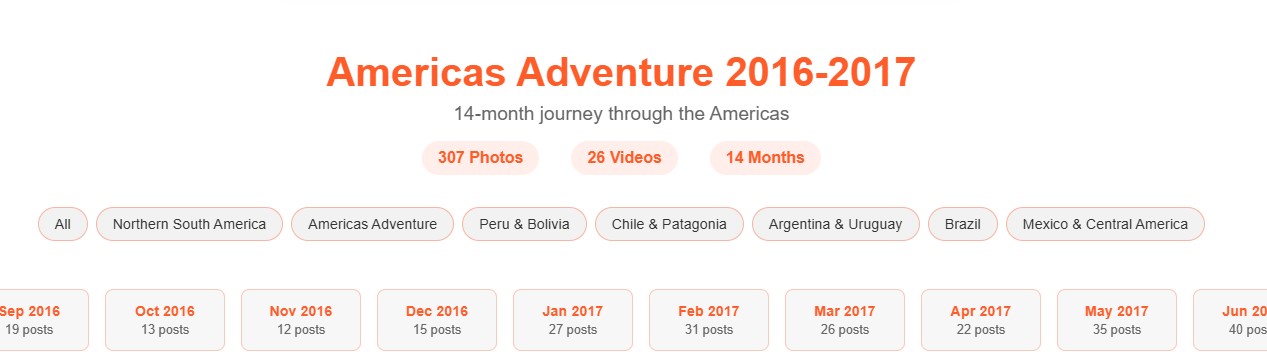 Americas Adventure 2016-2017
14-month journey through the Americas
307 Photos 26 Videos 14 Months
All Northern South America Americas Adventure Peru & Bolivia Chile & Patagonia Argentina & Uruguay Brazil Mexico & Central America
Sep 2016 Oct 2016 Nov 2016 Dec 2016 Jan 2017 Feb 2017 Mar 2017 Apr 2017 May 2017 Jun 20
19 posts 13 posts 12 posts 15 posts 27 posts 31 posts 26 posts 22 posts 35 posts 40 pos